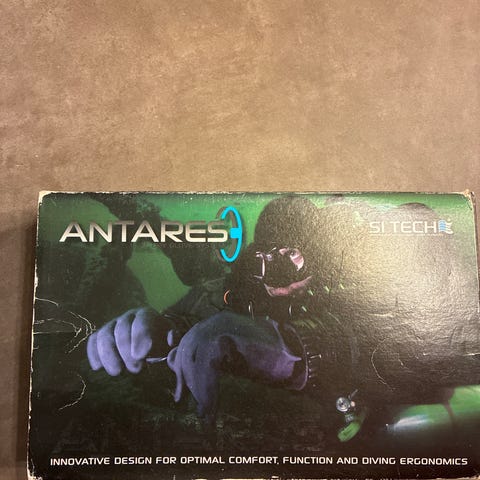 ANTARES
SI TECH
INNOVATIVE DESIGN FOR OPTIMAL COMFORT, FUNCTION AND DIVING ERGONOMICS